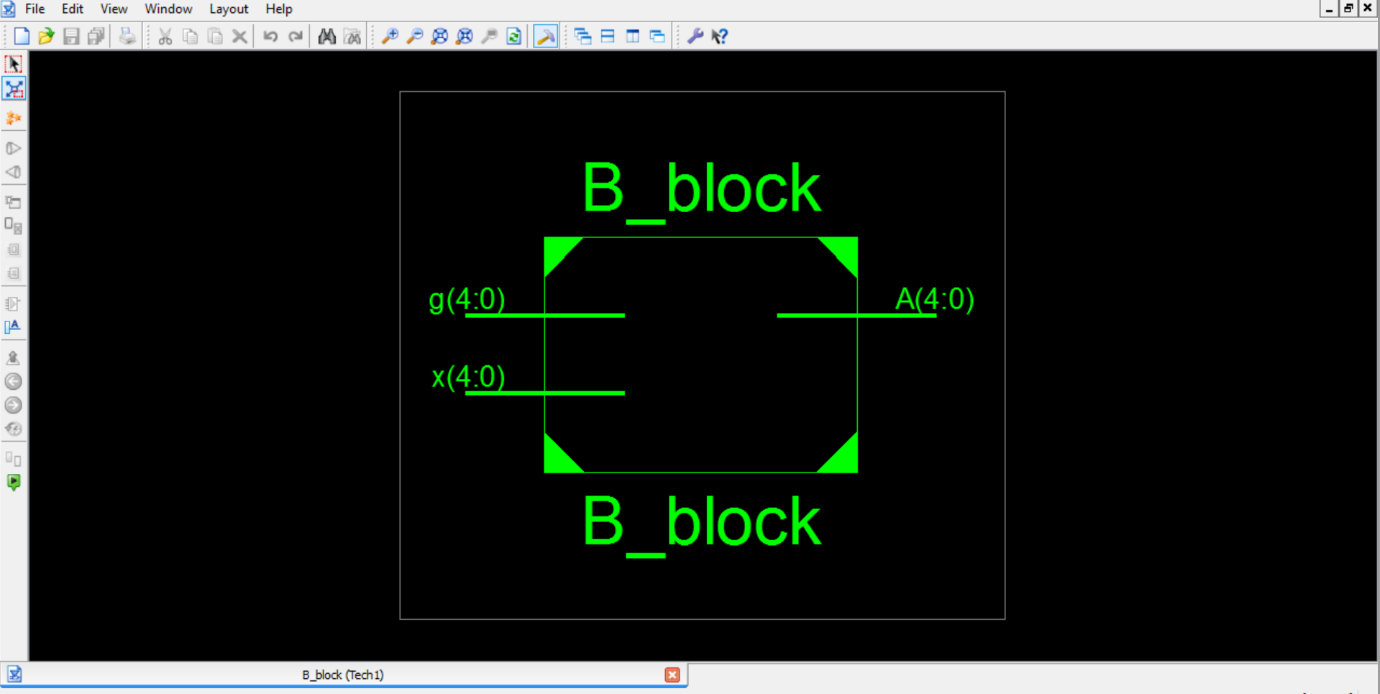 File Edit View Window Layout Help
B_block
g(4:0)
A(4:0)
x(4:0)
B_block
B_block (Tech1)